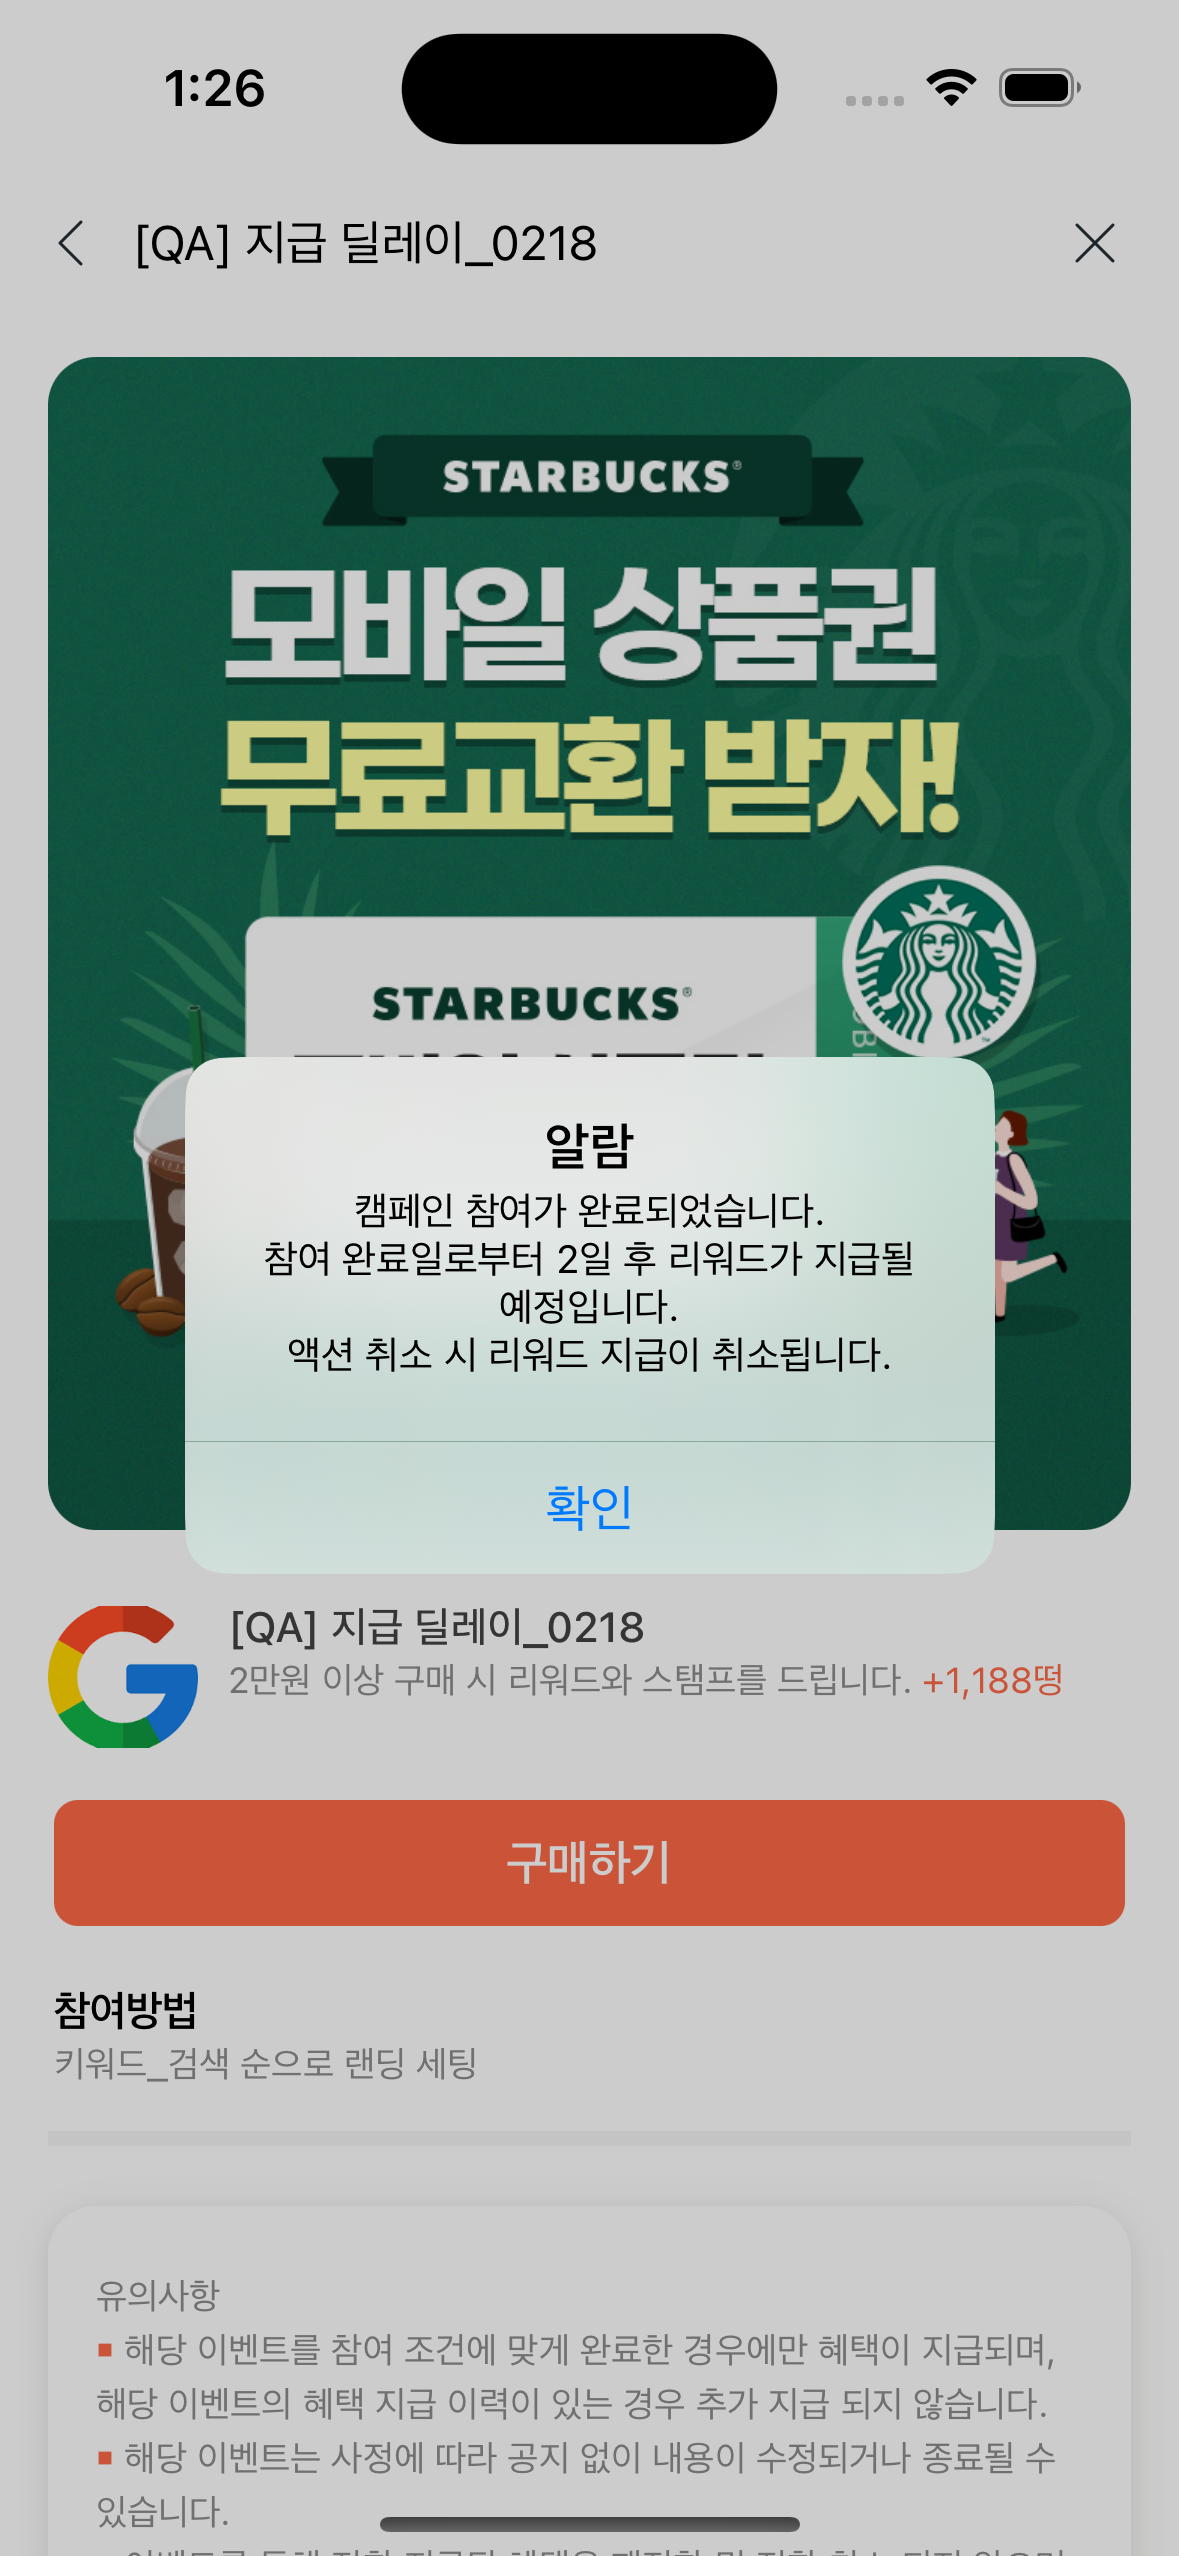 1:26
[QA] 지급 딜레이_0218
STARBUCKS®
모바일 상품권
무료교환 받자!
STARBUCKS®
알람
캠페인 참여가 완료되었습니다.
참여 완료일로부터 2일 후 리워드가 지급될
예정입니다.
액션 취소 시 리워드 지급이 취소됩니다.
확인
[QA] 지급 딜레이_0218
2만원 이상 구매 시 리워드와 스탬프를 드립니다. +1,188떵
구매하기
참여방법
키워드_검색 순으로 랜딩 세팅
유의사항
▪ 해당 이벤트를 참여 조건에 맞게 완료한 경우에만 혜택이 지급되며,
해당 이벤트의 혜택 지급 이력이 있는 경우 추가 지급 되지 않습니다.
▪ 해당 이벤트는 사정에 따라 공지 없이 내용이 수정되거나 종료될 수
있습니다.